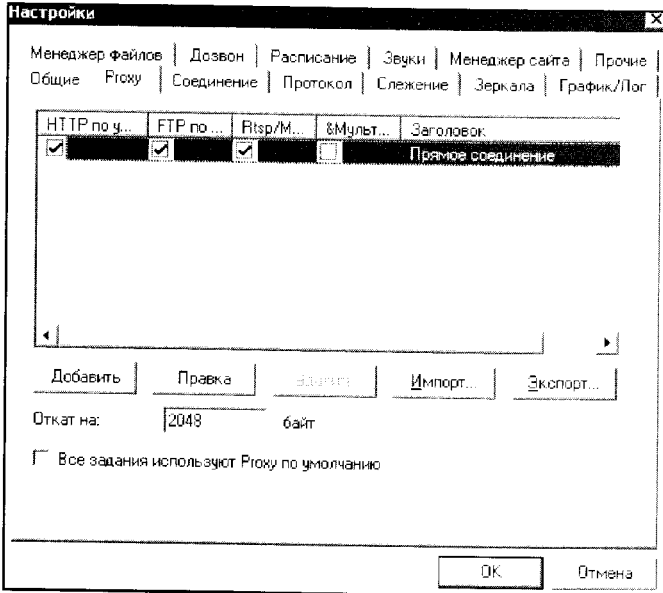 Настройки
Менеджер файлов Дозвон Расписание Звуки Менеджер сайта Прочие
Общие Proxy Соединение Протокол Слежение Зеркала График/Лог
HTTP по у... FTP по ... Rtsp/M... &Мульт... Заголовок
Прямое соединение
Добавить Правка Удалить Импорт... Экспорт...
Откат на: 2048 байт
Все задания используют Proxy по умолчанию
OK Отмена